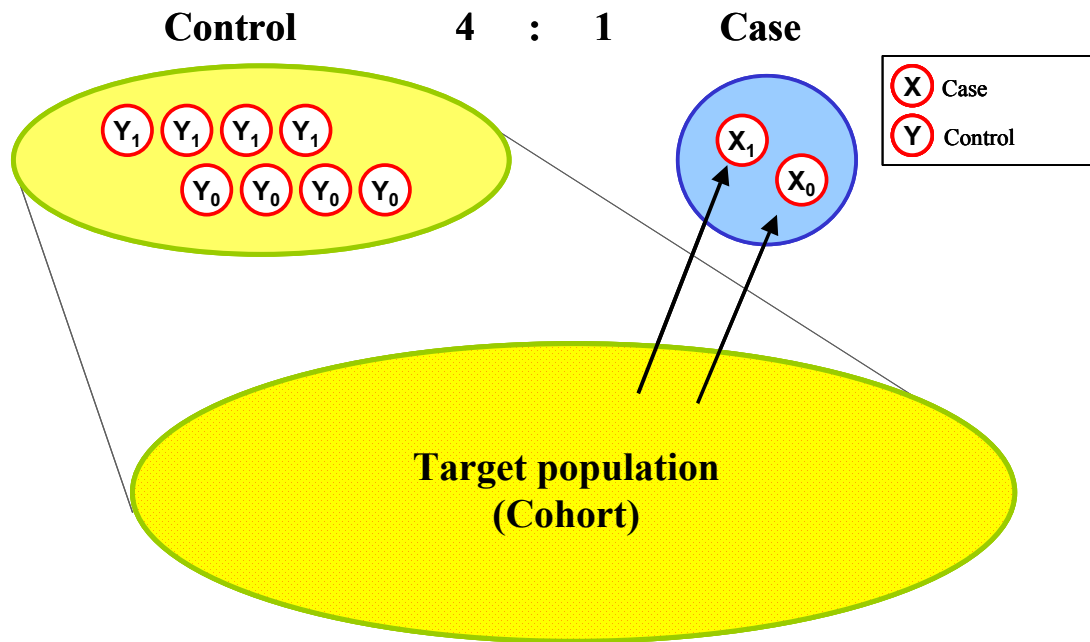 Control 4 : 1 Case
X Case
Y Control
Y1 Y1 Y1 Y1
Y0 Y0 Y0 Y0
X1
X0
Target population
(Cohort)